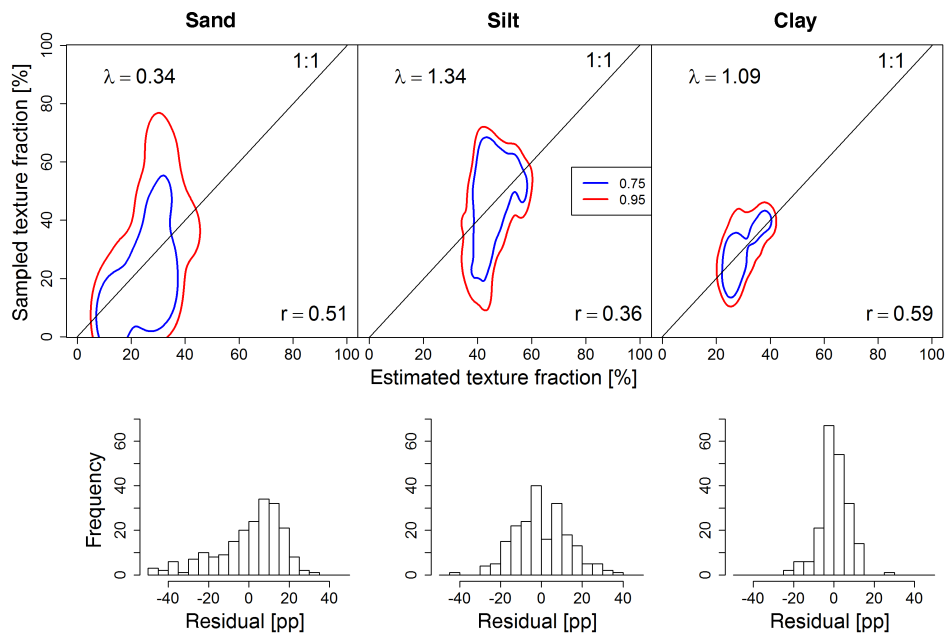 Sand Silt Clay
λ = 0.34 1:1 λ = 1.34 1:1 λ = 1.09 1:1
Sampled texture fraction [%]
0 20 40 60 80 100
0.75
0.95
r = 0.51 r = 0.36 r = 0.59
0 20 40 60 80 100 0 20 40 60 80 100 0 20 40 60 80 100
Estimated texture fraction [%]
Frequency
0 20 40 60 0 20 40 60 0 20 40 60
-40 -20 0 20 40 -40 -20 0 20 40 -40 -20 0 20 40
Residual [pp] Residual [pp] Residual [pp]